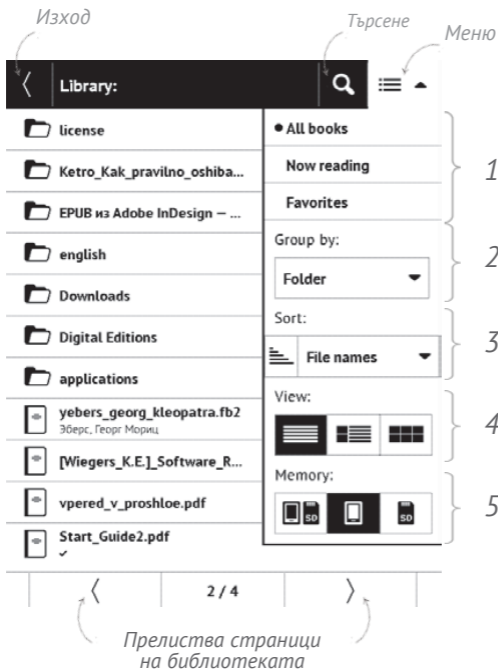 Изход
Търсене
Меню
Library:
license
Ketro_Kak_pravilno_oshiba...
EPUB из Adobe InDesign — ...
english
Downloads
Digital Editions
applications
yebers_georg_kleopatra.fb2
Эберс, Георг Мориц
[Wiegers_K.E.]_Software_R...
vpered_v_proshloe.pdf
Start_Guide2.pdf
All books
Now reading
Favorites
1
Group by:
Folder
2
Sort:
File names
3
View:
4
Memory:
SD
SD
5
2 / 4
Прелиства страници
на библиотеката